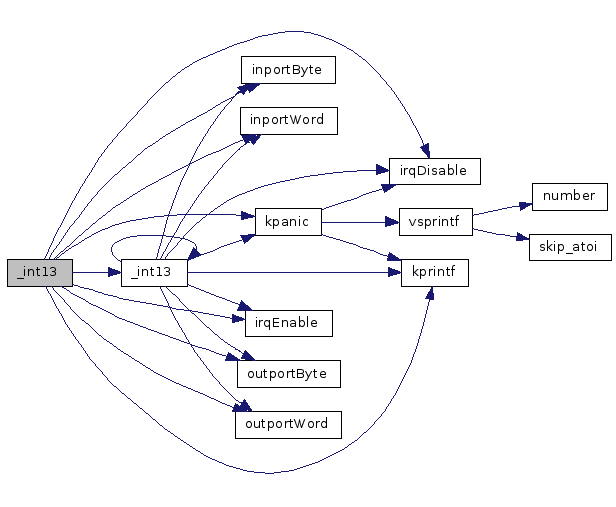 inportByte
inportWord
irqDisable
number
kpanic
vsprintf
skip_atoi
_int13
_int13
kprintf
irqEnable
outportByte
outportWord